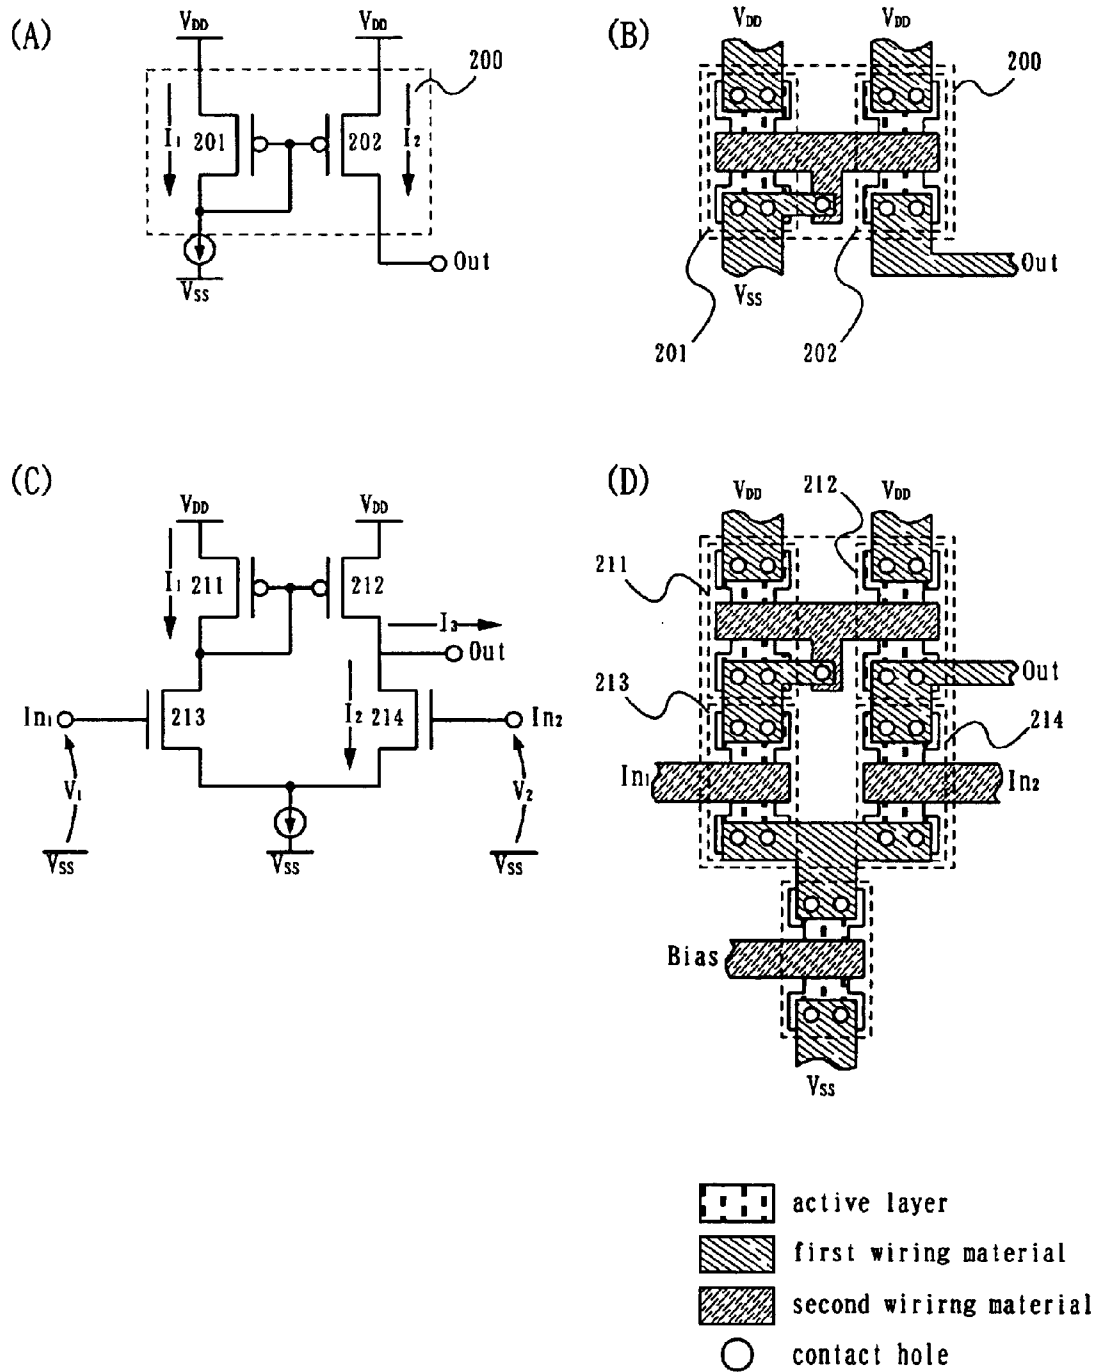 (A)
VDD
VDD
200
I1
201
202
I2
Out
VSS
(B)
VDD
VDD
200
Out
VSS
201
202
(C)
VDD
VDD
I1
211
212
I3
Out
In1
213
I2
214
In2
V1
V2
VSS
VSS
VSS
(D)
VDD
212
VDD
211
Out
213
214
In1
In2
Bias
VSS
active layer
first wiring material
second wirirng material
contact hole